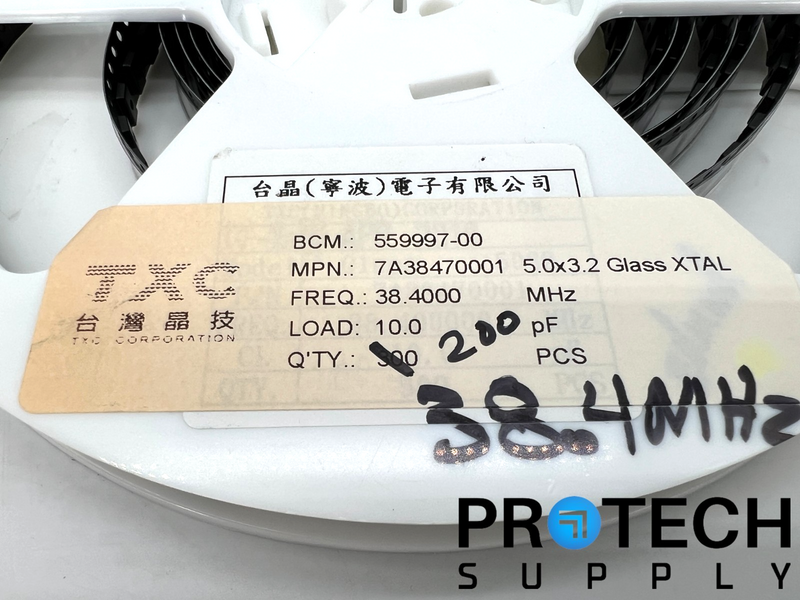 台晶(寧波)電子有限公司
TXC
台灣晶技
TXC CORPORATION
BCM.: 559997-00
MPN.: 7A38470001 5.0x3.2 Glass XTAL
FREQ.: 38.4000 MHz
LOAD: 10.0 pF
Q'TY.: 300 200 PCS
38.4MHz
PROTECH
SUPPLY